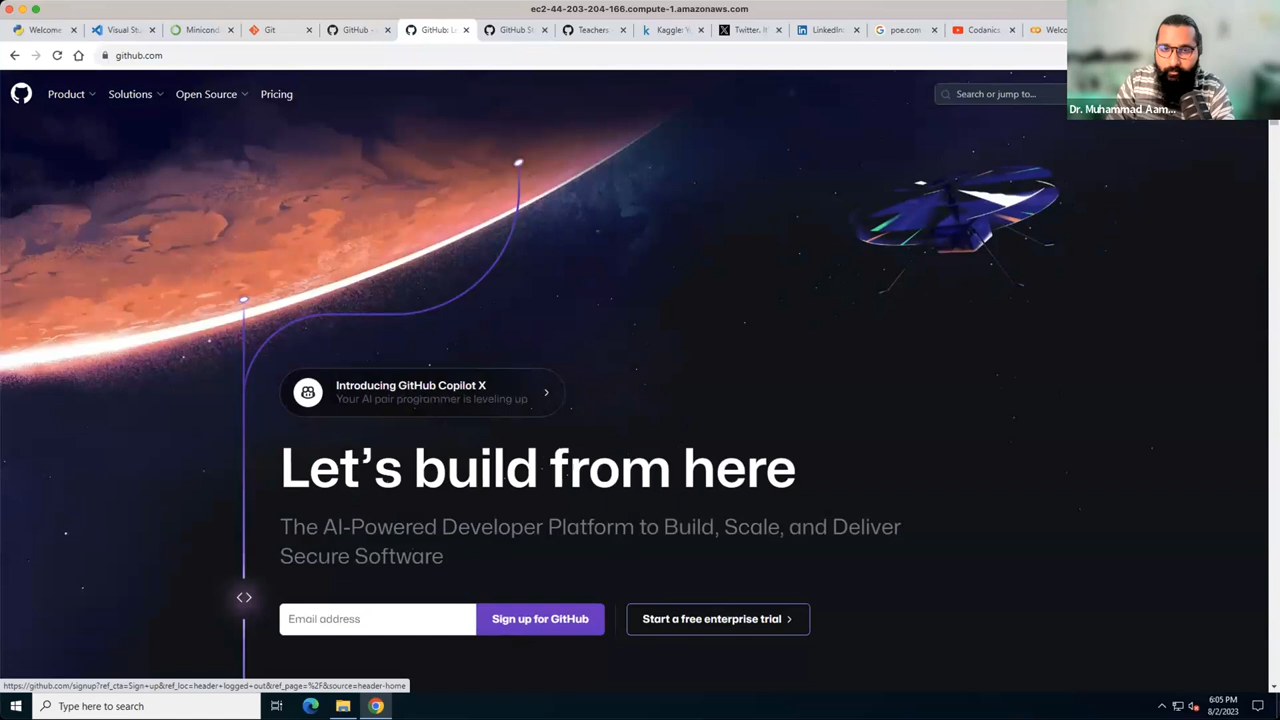 ec2-44-203-204-166.compute-1.amazonaws.com
Welcome
Visual Stu
Minicond
Git
GitHub -
GitHub: Le
GitHub St
Teachers -
Kaggle: Y
Twitter. It
LinkedIn:
poe.com
Codanics
Welco
github.com
Product
Solutions
Open Source
Pricing
Search or jump to...
Dr. Muhammad Aam...
Introducing GitHub Copilot X
Your AI pair programmer is leveling up
Let's build from here
The AI-Powered Developer Platform to Build, Scale, and Deliver
Secure Software
Email address
Sign up for GitHub
Start a free enterprise trial
https://github.com/signup?ref_cta=Sign+up&ref_loc=header+logged+out&ref_page=%2F&source=header-home
Type here to search
6:05 PM
8/2/2023